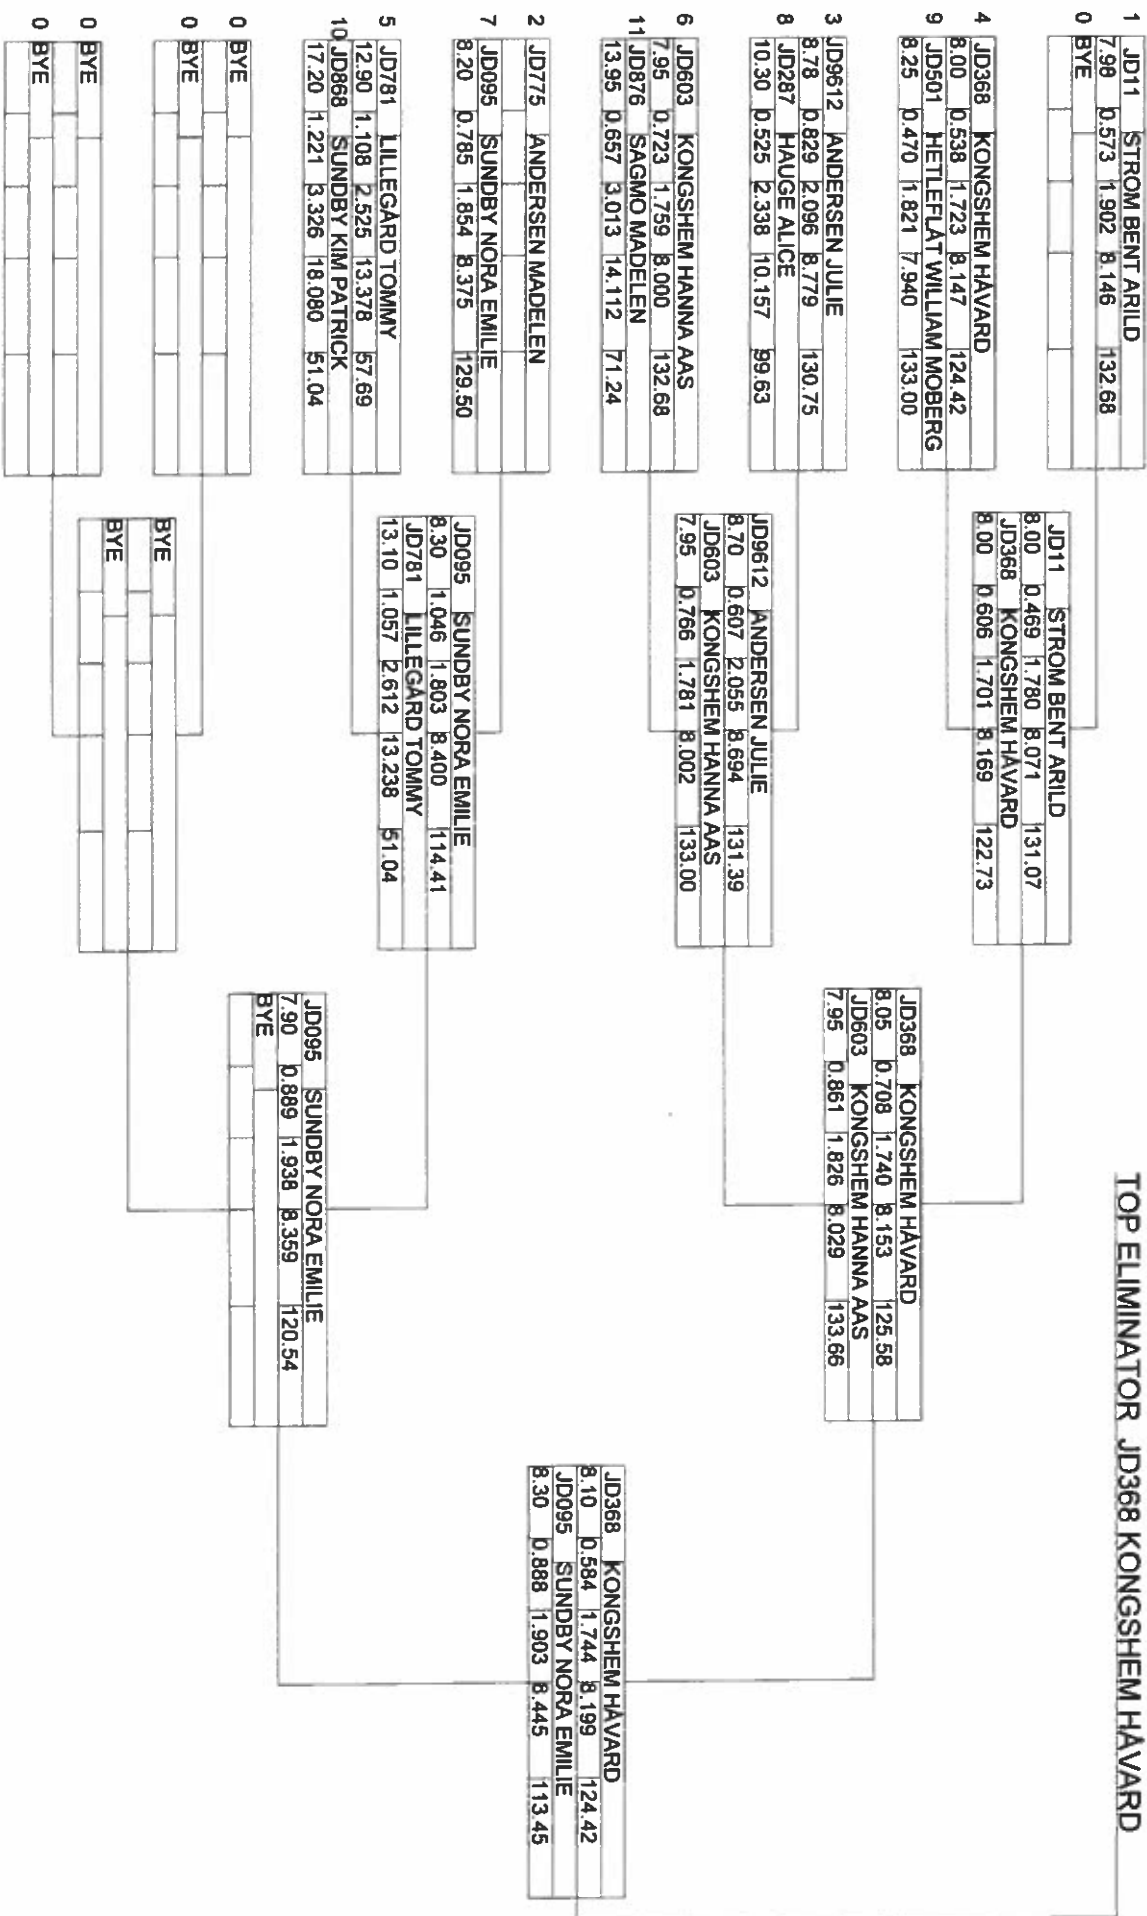 TOP ELIMINATOR JD368 KONGSHEM HÅVARD
1 JD11 STROM BENT ARILD
7.98 0.573 1.902 8.146 132.68
0 BYE
4 JD368 KONGSHEM HÅVARD
8.00 0.538 1.723 8.147 124.42
9 JD501 HETLEFLÅT WILLIAM MOBERG
8.25 0.470 1.821 7.940 133.00
3 JD9612 ANDERSEN JULIE
8.78 0.829 2.096 8.779 130.75
8 JD287 HAUGE ALICE
10.30 0.525 2.338 10.157 99.63
6 JD603 KONGSHEM HANNA AAS
7.95 0.723 1.759 8.000 132.68
11 JD876 SAGMO MADELEN
13.95 0.657 3.013 14.112 71.24
2 JD775 ANDERSEN MADELEN
7 JD095 SUNDBY NORA EMILIE
8.20 0.785 1.854 8.375 129.50
5 JD781 LILLEGÅRD TOMMY
12.90 1.108 2.525 13.378 57.69
10 JD868 SUNDBY KIM PATRICK
17.20 1.221 3.326 18.080 51.04
0 BYE
0 BYE
0 BYE
0 BYE
JD11 STROM BENT ARILD
8.00 0.469 1.780 8.071 131.07
JD368 KONGSHEM HÅVARD
8.00 0.606 1.701 8.169 122.73
JD9612 ANDERSEN JULIE
8.70 0.607 2.055 8.694 131.39
JD603 KONGSHEM HANNA AAS
7.95 0.766 1.781 8.002 133.00
JD095 SUNDBY NORA EMILIE
8.30 1.046 1.803 8.400 114.41
JD781 LILLEGÅRD TOMMY
13.10 1.057 2.612 13.238 51.04
BYE
BYE
JD368 KONGSHEM HÅVARD
8.05 0.708 1.740 8.153 125.58
JD603 KONGSHEM HANNA AAS
7.95 0.861 1.826 8.029 133.66
JD095 SUNDBY NORA EMILIE
7.90 0.889 1.938 8.359 120.54
BYE
JD368 KONGSHEM HÅVARD
8.10 0.584 1.744 8.199 124.42
JD095 SUNDBY NORA EMILIE
8.30 0.888 1.903 8.445 113.45